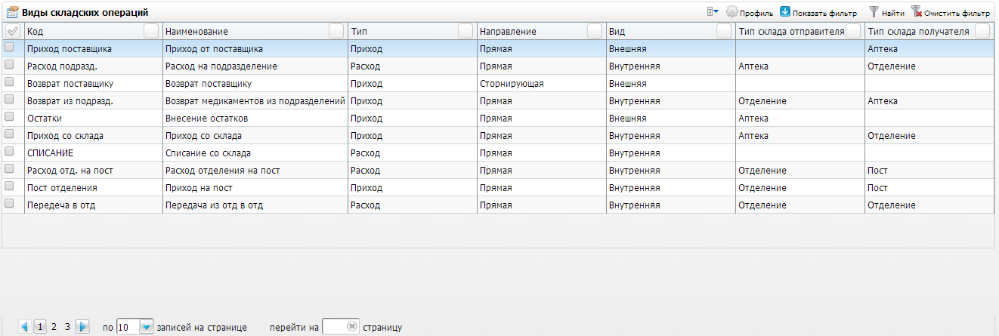 Виды складских операций Профиль Показать фильтр Найти Очистить фильтр
Код Наименование Тип Направление Вид Тип склада отправителя Тип склада получателя
Приход поставщика Приход от поставщика Приход Прямая Внешняя Аптека
Расход подразд. Расход на подразделение Расход Прямая Внутренняя Аптека Отделение
Возврат поставщику Возврат поставщику Приход Сторнирующая Внешняя
Возврат из подразд. Возврат медикаментов из подразделений Приход Прямая Внутренняя Отделение Аптека
Остатки Внесение остатков Приход Прямая Внешняя Аптека
Приход со склада Приход со склада Приход Прямая Внутренняя Аптека Отделение
СПИСАНИЕ Списание со склада Расход Прямая Внутренняя
Расход отд. на пост Расход отделения на пост Расход Прямая Внутренняя Отделение Пост
Пост отделения Приход на пост Приход Прямая Внутренняя Отделение Пост
Передеча в отд Передача из отд в отд Расход Прямая Внутренняя Отделение Отделение
1 2 3 по 10 записей на странице перейти на страницу